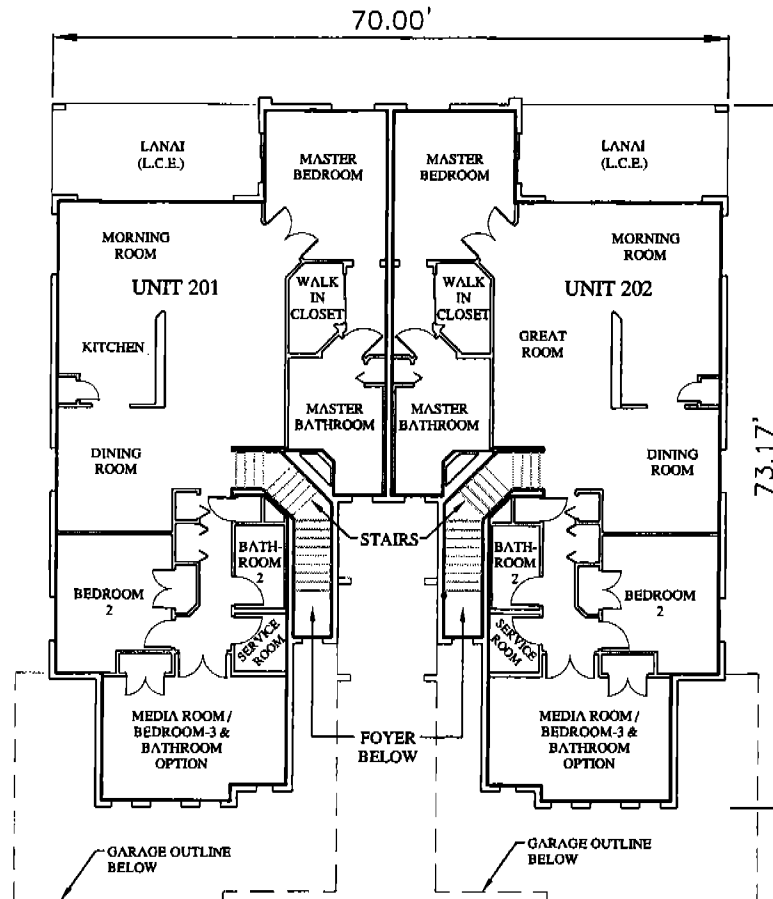 70.00'
LANAI
(L.C.E.)
MASTER
BEDROOM
MASTER
BEDROOM
LANAI
(L.C.E.)
MORNING
ROOM
MORNING
ROOM
UNIT 201
WALK
IN
CLOSET
WALK
IN
CLOSET
UNIT 202
KITCHEN
GREAT
ROOM
MASTER
BATHROOM
MASTER
BATHROOM
DINING
ROOM
DINING
ROOM
73.17'
STAIRS
BATH-
ROOM
2
BATH-
ROOM
2
BEDROOM
2
BEDROOM
2
SERVICE
ROOM
SERVICE
ROOM
MEDIA ROOM /
BEDROOM-3 &
BATHROOM
OPTION
FOYER
BELOW
MEDIA ROOM /
BEDROOM-3 &
BATHROOM
OPTION
GARAGE OUTLINE
BELOW
GARAGE OUTLINE
BELOW